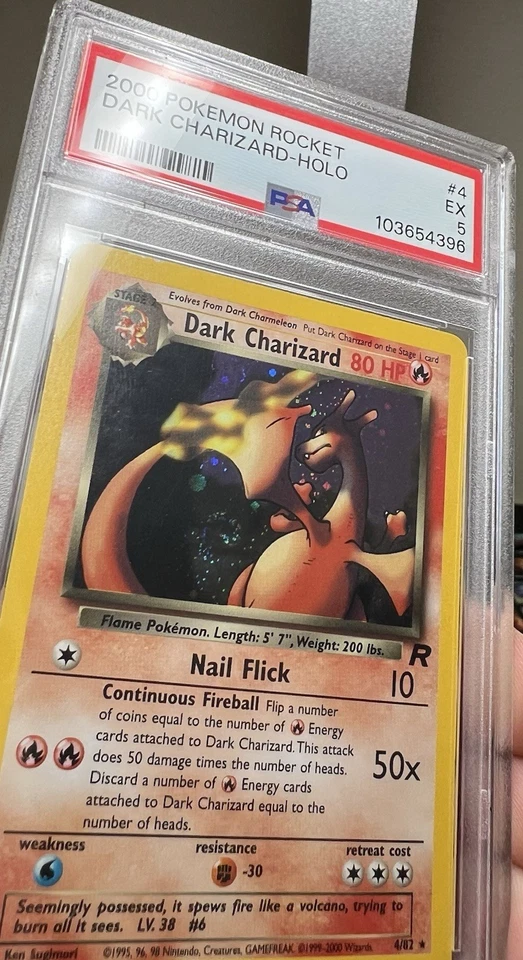 2000 POKEMON ROCKET #4
DARK CHARIZARD-HOLO EX
5
PSA 103654396
STAGE 2
Evolves from Dark Charmeleon Put Dark Charizard on the Stage 1 card
Dark Charizard 80 HP
Flame Pokémon. Length: 5' 7", Weight: 200 lbs.
R
Nail Flick 10
Continuous Fireball Flip a number
of coins equal to the number of Energy
cards attached to Dark Charizard. This attack
does 50 damage times the number of heads. 50x
Discard a number of Energy cards
attached to Dark Charizard equal to the
number of heads.
weakness resistance retreat cost
-30
Seemingly possessed, it spews fire like a volcano, trying to
burn all it sees. LV. 38 #6
Ken Sugimori ©1995, 96, 98 Nintendo, Creatures, GAMEFREAK. ©1999-2000 Wizards. 4/82 ★